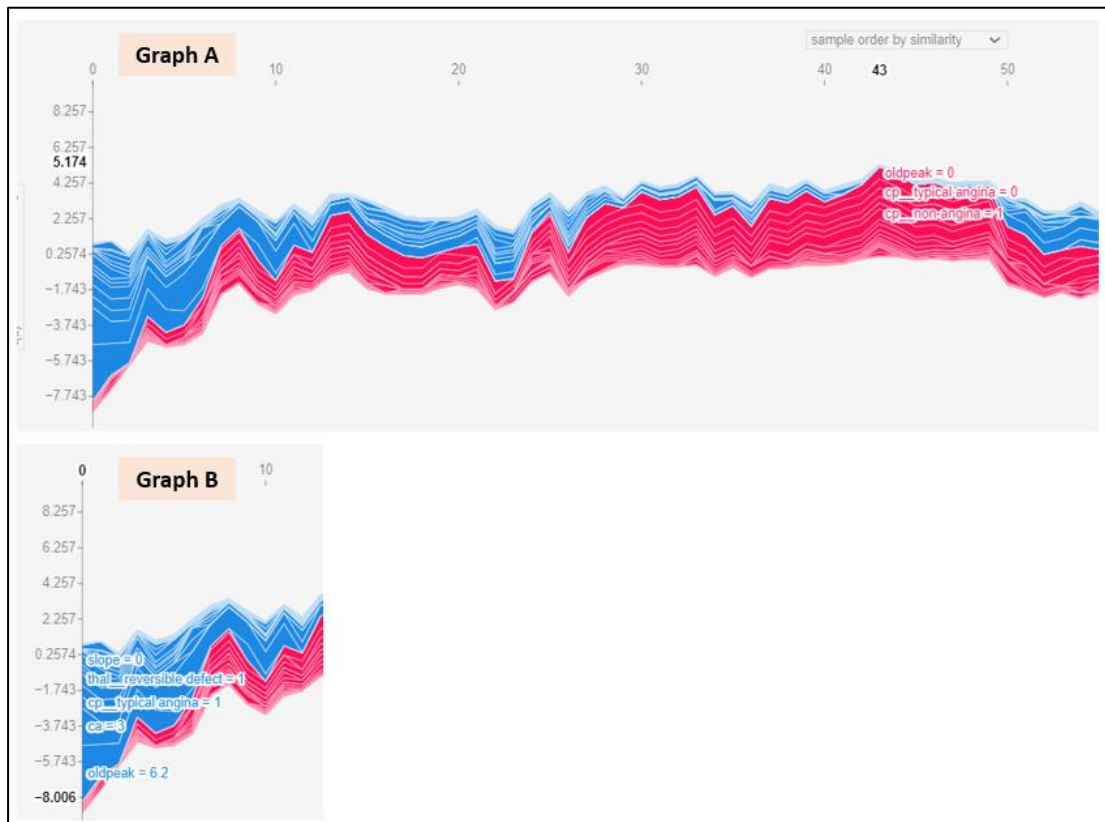 Graph A
sample order by similarity
0 10 20 30 40 43 50
8.257
6.257
5.174
4.257
2.257
0.2574
−1.743
−3.743
−5.743
−7.743
oldpeak = 0
cp__typical angina = 0
cp__non-angina = 1
Graph B
0 10
8.257
6.257
4.257
2.257
0.2574
−1.743
−3.743
−5.743
−8.006
slope = 0
thal__reversible defect = 1
cp__typical angina = 1
ca = 3
oldpeak = 6.2